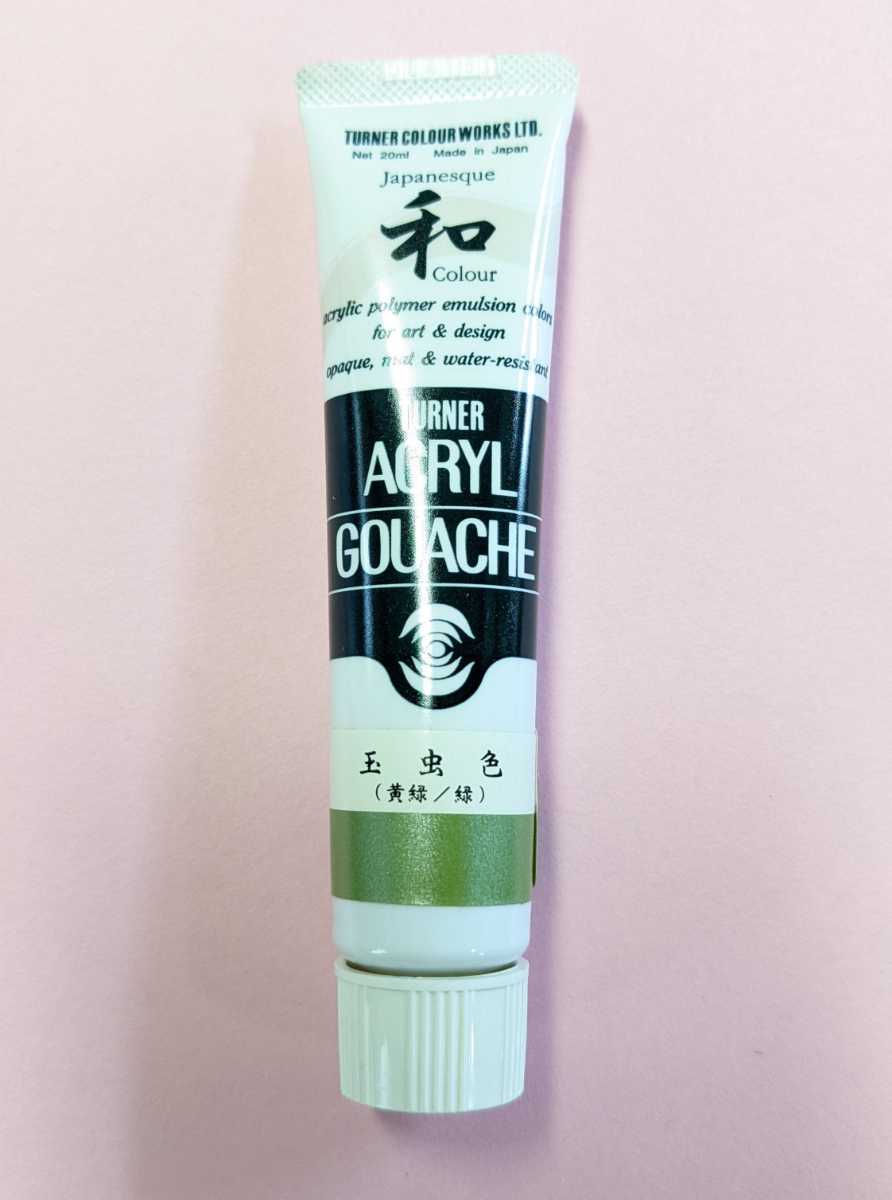 TURNER COLOUR WORKS LTD.
Net 20ml Made in Japan
Japanesque
和
Colour
acrylic polymer emulsion colors
for art & design
opaque, mat & water-resistant
TURNER
ACRYL
GOUACHE
玉虫色
(黄緑/緑)